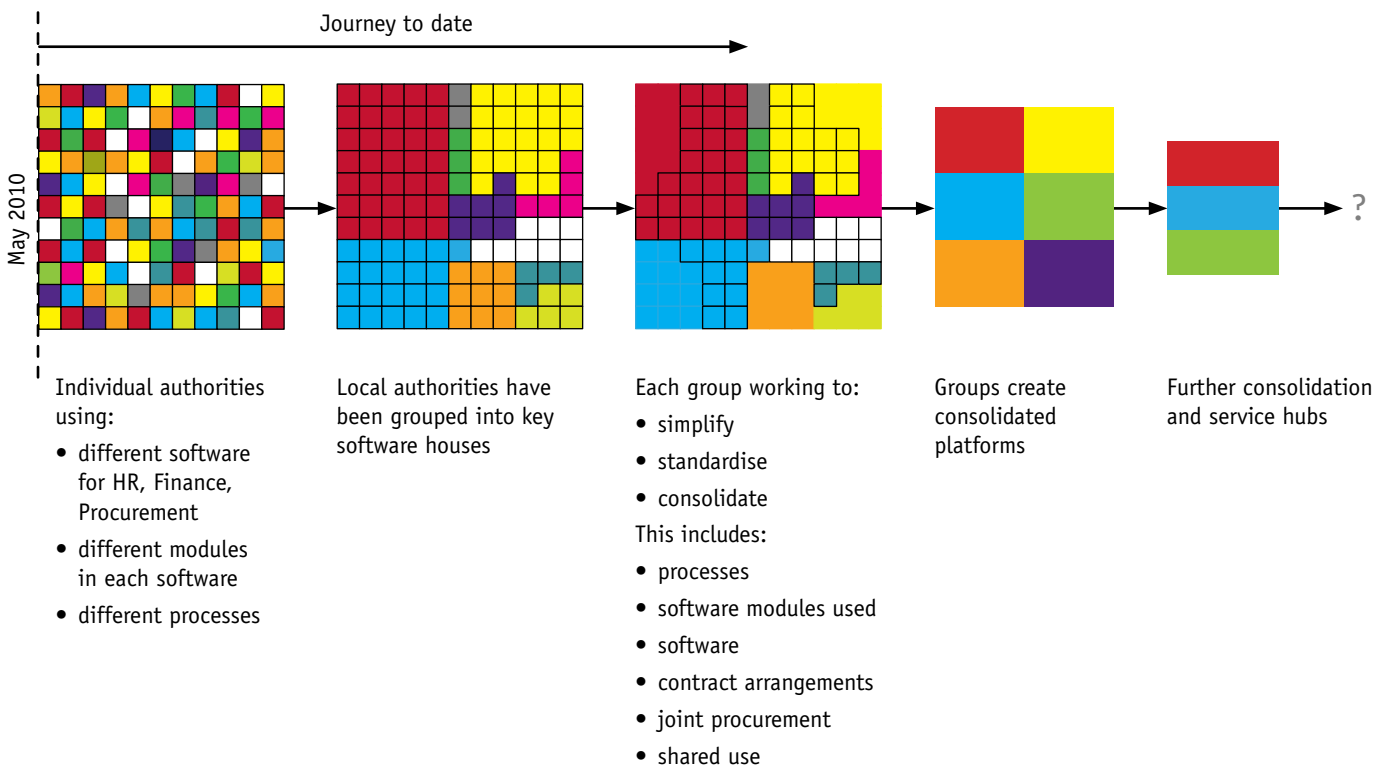 Journey to date
May 2010
?
Individual authorities
using:
• different software
for HR, Finance,
Procurement
• different modules
in each software
• different processes
Local authorities have
been grouped into key
software houses
Each group working to:
• simplify
• standardise
• consolidate
This includes:
• processes
• software modules used
• software
• contract arrangements
• joint procurement
• shared use
Groups create
consolidated
platforms
Further consolidation
and service hubs